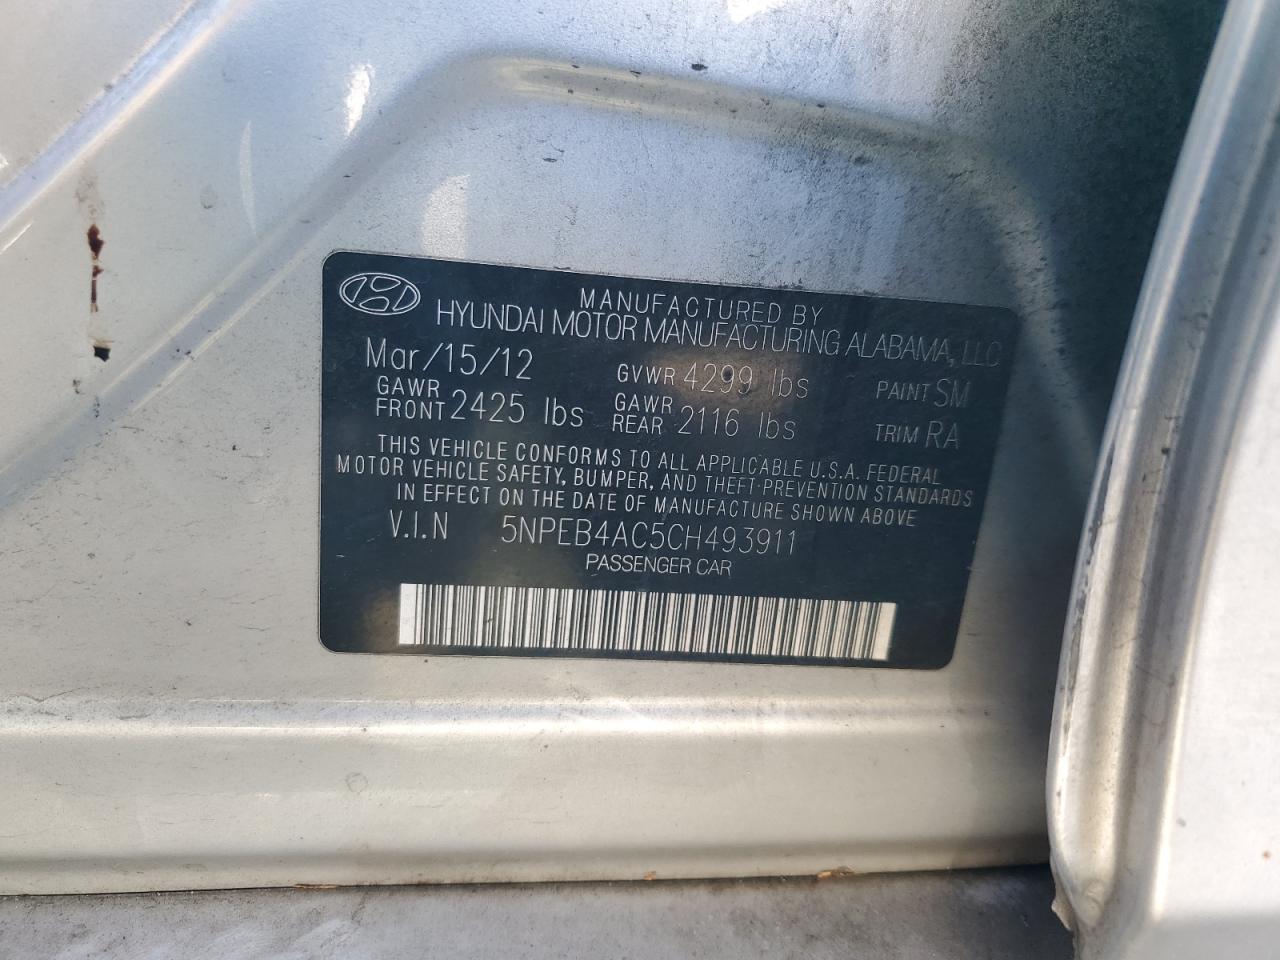 MANUFACTURED BY
HYUNDAI MOTOR MANUFACTURING ALABAMA, LLC
Mar/15/12 GVWR 4299 lbs PAINT SM
GAWR FRONT 2425 lbs GAWR REAR 2116 lbs TRIM RA
THIS VEHICLE CONFORMS TO ALL APPLICABLE U.S.A. FEDERAL
MOTOR VEHICLE SAFETY, BUMPER, AND THEFT-PREVENTION STANDARDS
IN EFFECT ON THE DATE OF MANUFACTURE SHOWN ABOVE
V.I.N 5NPEB4AC5CH493911
PASSENGER CAR